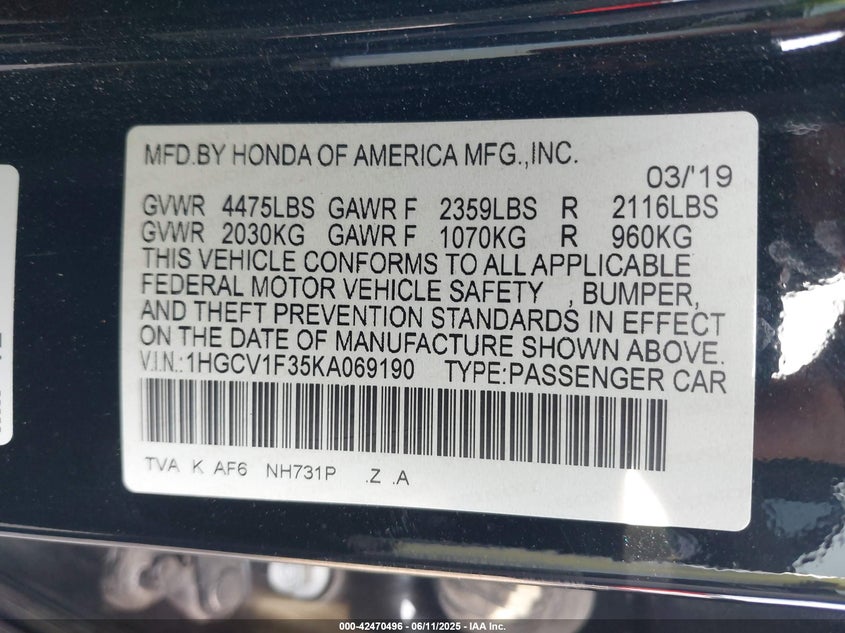 MFD.BY HONDA OF AMERICA MFG.,INC.
03/'19
GVWR 4475LBS GAWR F 2359LBS R 2116LBS
GVWR 2030KG GAWR F 1070KG R 960KG
THIS VEHICLE CONFORMS TO ALL APPLICABLE
FEDERAL MOTOR VEHICLE SAFETY , BUMPER,
AND THEFT PREVENTION STANDARDS IN EFFECT
ON THE DATE OF MANUFACTURE SHOWN ABOVE.
V.I.N.:1HGCV1F35KA069190 TYPE:PASSENGER CAR
TVA K AF6 NH731P .Z .A
000-42470496 - 06/11/2025 - IAA Inc.